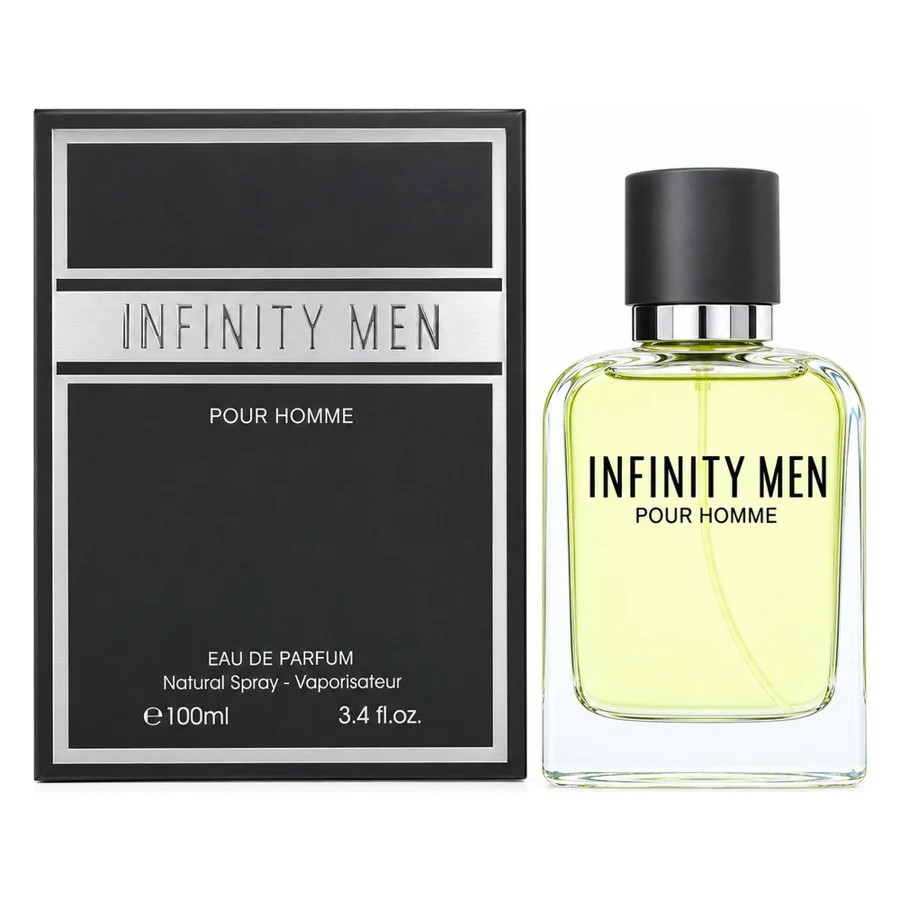 INFINITY MEN
POUR HOMME
EAU DE PARFUM
Natural Spray - Vaporisateur
℮100ml 3.4 fl.oz.
INFINITY MEN
POUR HOMME